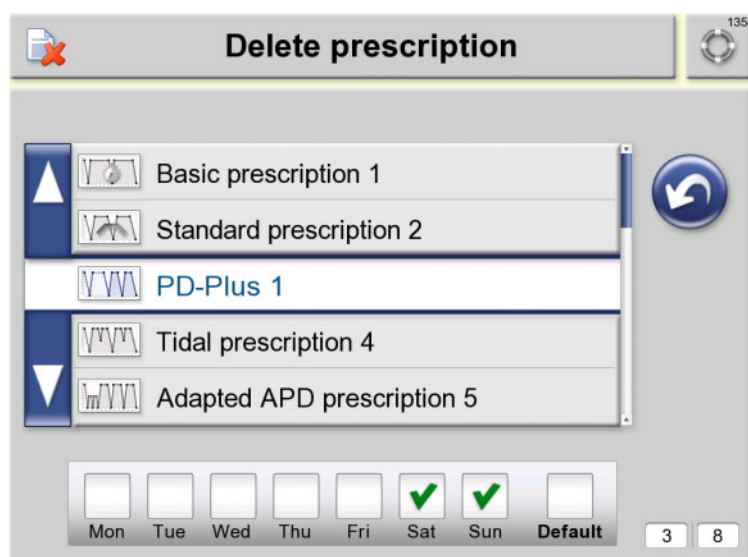 Delete prescription
135
Basic prescription 1
Standard prescription 2
PD-Plus 1
Tidal prescription 4
Adapted APD prescription 5
Mon Tue Wed Thu Fri Sat Sun Default
3 8